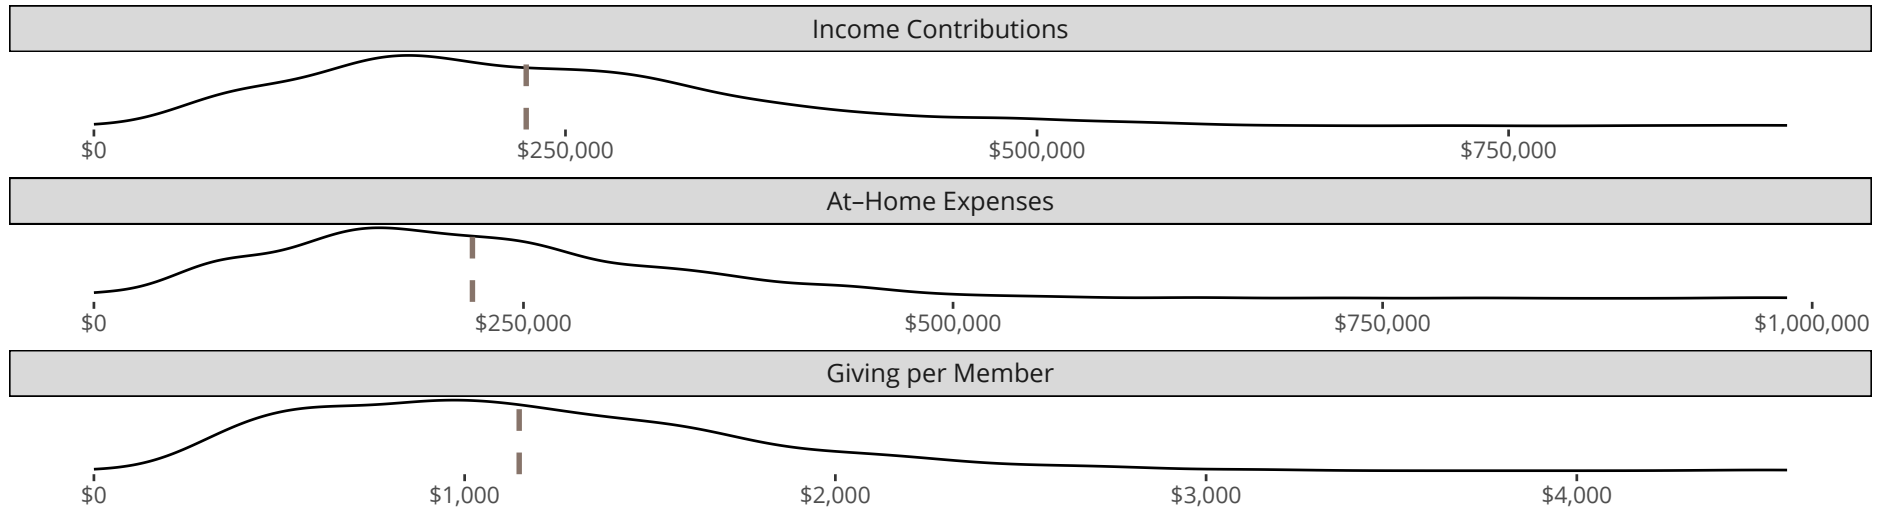 Income Contributions
$0 $250,000 $500,000 $750,000
At–Home Expenses
$0 $250,000 $500,000 $750,000 $1,000,000
Giving per Member
$0 $1,000 $2,000 $3,000 $4,000